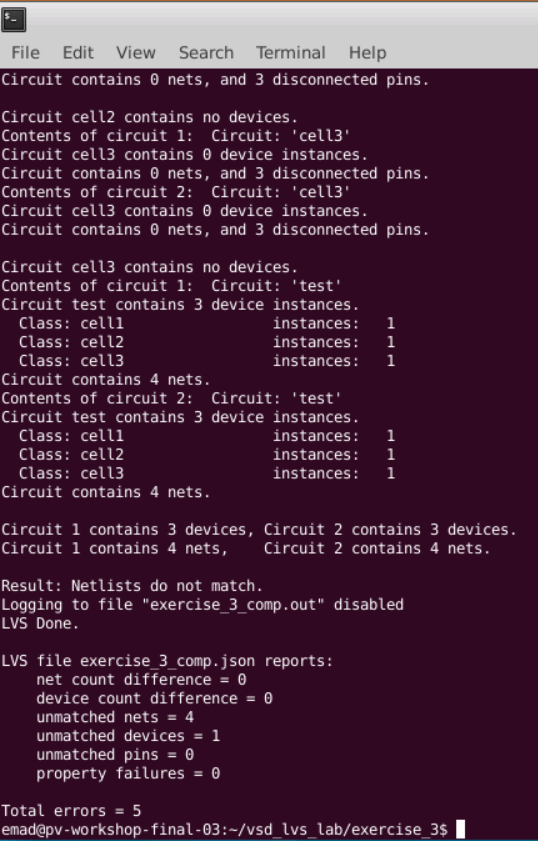 File Edit View Search Terminal Help
Circuit contains 0 nets, and 3 disconnected pins.
Circuit cell2 contains no devices.
Contents of circuit 1:  Circuit: 'cell3'
Circuit cell3 contains 0 device instances.
Circuit contains 0 nets, and 3 disconnected pins.
Contents of circuit 2:  Circuit: 'cell3'
Circuit cell3 contains 0 device instances.
Circuit contains 0 nets, and 3 disconnected pins.
Circuit cell3 contains no devices.
Contents of circuit 1:  Circuit: 'test'
Circuit test contains 3 device instances.
  Class: cell1                 instances:   1
  Class: cell2                 instances:   1
  Class: cell3                 instances:   1
Circuit contains 4 nets.
Contents of circuit 2:  Circuit: 'test'
Circuit test contains 3 device instances.
  Class: cell1                 instances:   1
  Class: cell2                 instances:   1
  Class: cell3                 instances:   1
Circuit contains 4 nets.
Circuit 1 contains 3 devices, Circuit 2 contains 3 devices.
Circuit 1 contains 4 nets,    Circuit 2 contains 4 nets.
Result: Netlists do not match.
Logging to file "exercise_3_comp.out" disabled
LVS Done.
LVS file exercise_3_comp.json reports:
    net count difference = 0
    device count difference = 0
    unmatched nets = 4
    unmatched devices = 1
    unmatched pins = 0
    property failures = 0
Total errors = 5
emad@pv-workshop-final-03:~/vsd_lvs_lab/exercise_3$